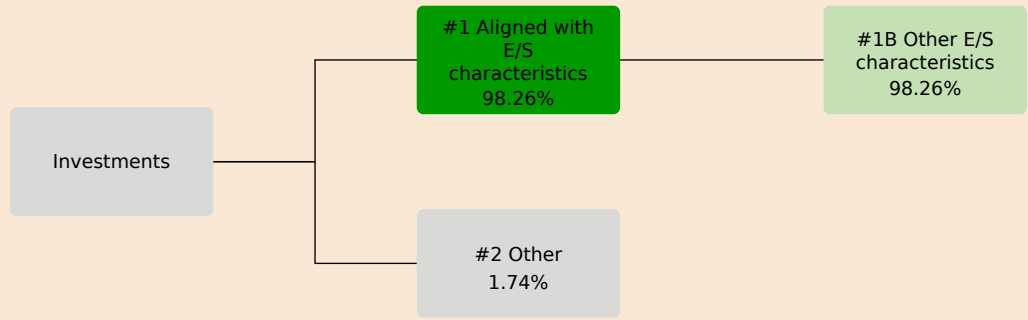 #1 Aligned with
E/S
characteristics
98.26%
#1B Other E/S
characteristics
98.26%
Investments
#2 Other
1.74%